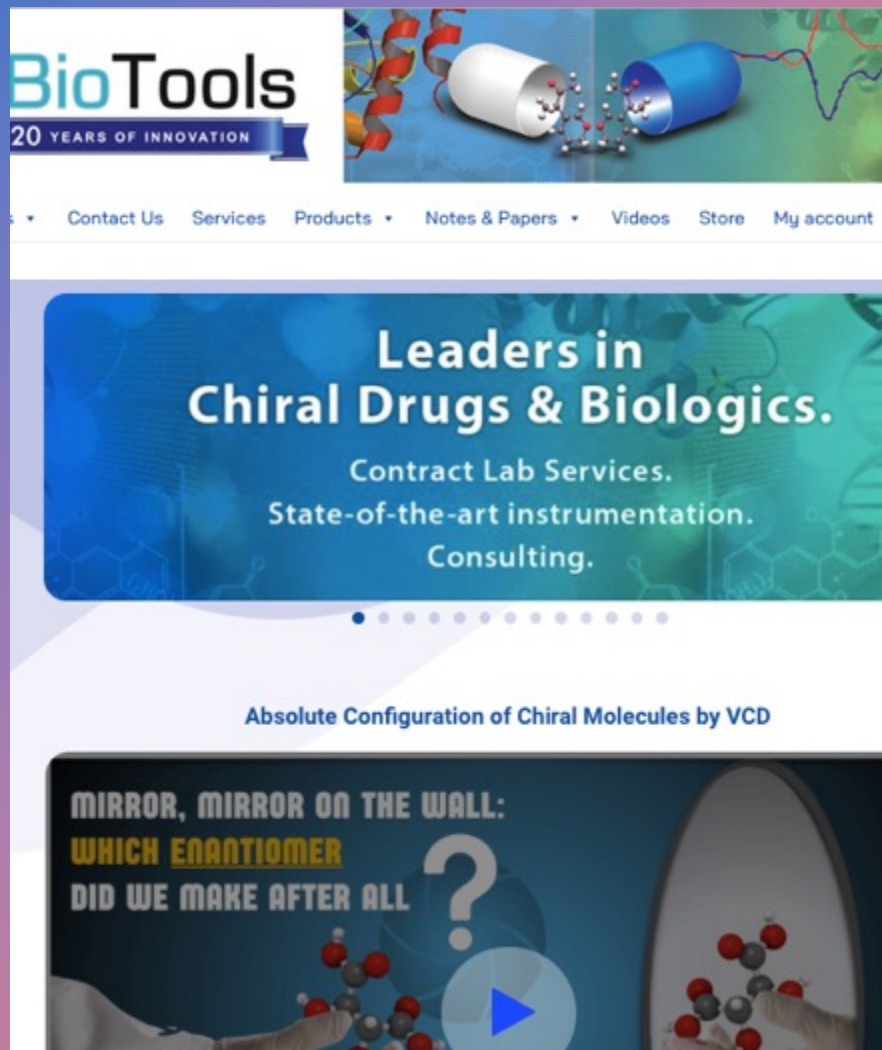 BioTools
20 YEARS OF INNOVATION
Contact Us Services Products Notes & Papers Videos Store My account
Leaders in
Chiral Drugs & Biologics.
Contract Lab Services.
State-of-the-art instrumentation.
Consulting.
Absolute Configuration of Chiral Molecules by VCD
MIRROR, MIRROR ON THE WALL:
WHICH ENANTIOMER
DID WE MAKE AFTER ALL ?